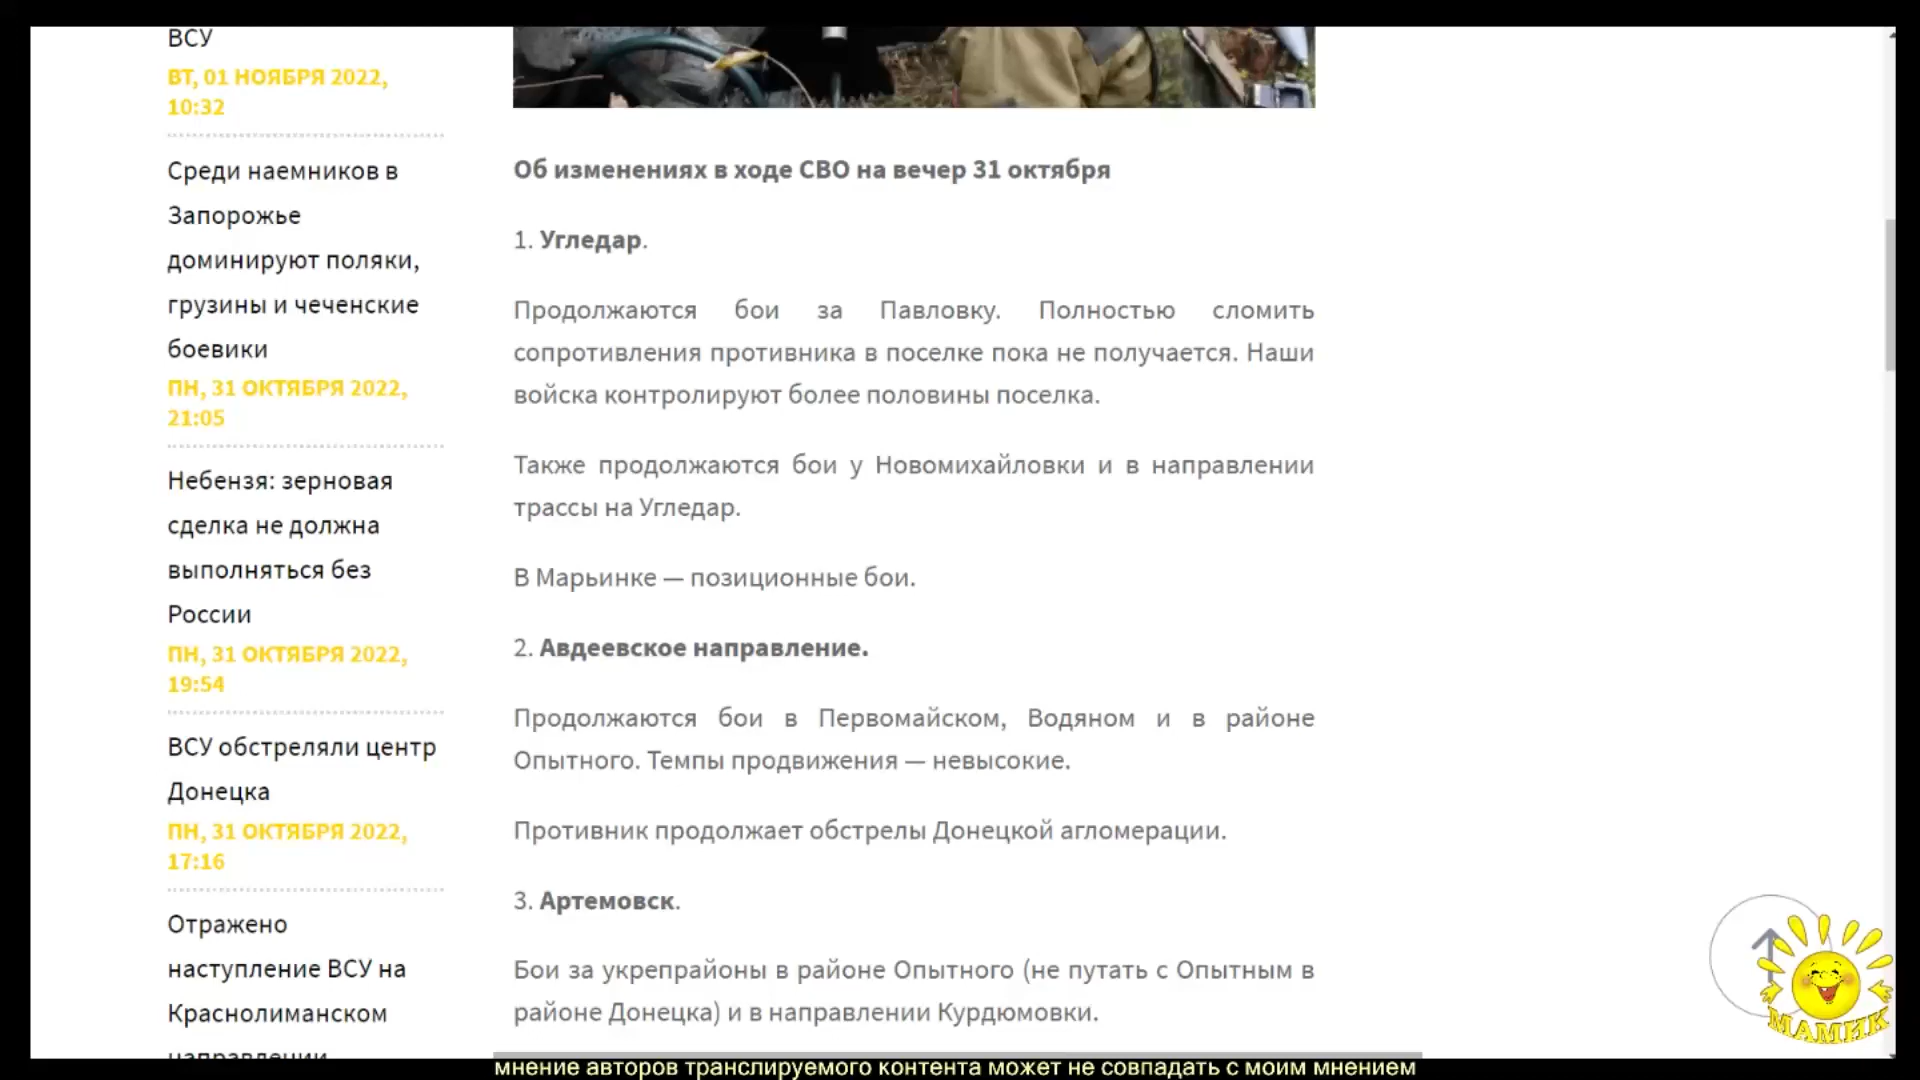 ВСУ
ВТ, 01 НОЯБРЯ 2022,
10:32
Среди наемников в
Запорожье
доминируют поляки,
грузины и чеченские
боевики
ПН, 31 ОКТЯБРЯ 2022,
21:05
Небензя: зерновая
сделка не должна
выполняться без
России
ПН, 31 ОКТЯБРЯ 2022,
19:54
ВСУ обстреляли центр
Донецка
ПН, 31 ОКТЯБРЯ 2022,
17:16
Отражено
наступление ВСУ на
Краснолиманском
направлении
Об изменениях в ходе СВО на вечер 31 октября
1. Угледар.
Продолжаются бои за Павловку. Полностью сломить
сопротивления противника в поселке пока не получается. Наши
войска контролируют более половины поселка.
Также продолжаются бои у Новомихайловки и в направлении
трассы на Угледар.
В Марьинке — позиционные бои.
2. Авдеевское направление.
Продолжаются бои в Первомайском, Водяном и в районе
Опытного. Темпы продвижения — невысокие.
Противник продолжает обстрелы Донецкой агломерации.
3. Артемовск.
Бои за укрепрайоны в районе Опытного (не путать с Опытным в
районе Донецка) и в направлении Курдюмовки.
МАМИК
мнение авторов транслируемого контента может не совпадать с моим мнением